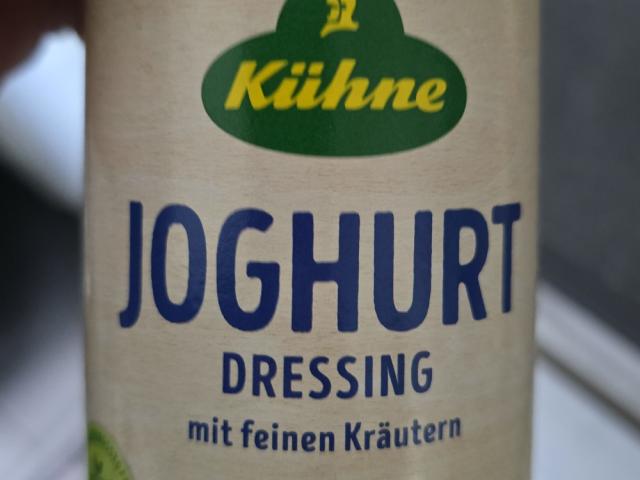 Kühne
JOGHURT
DRESSING
mit feinen Kräutern